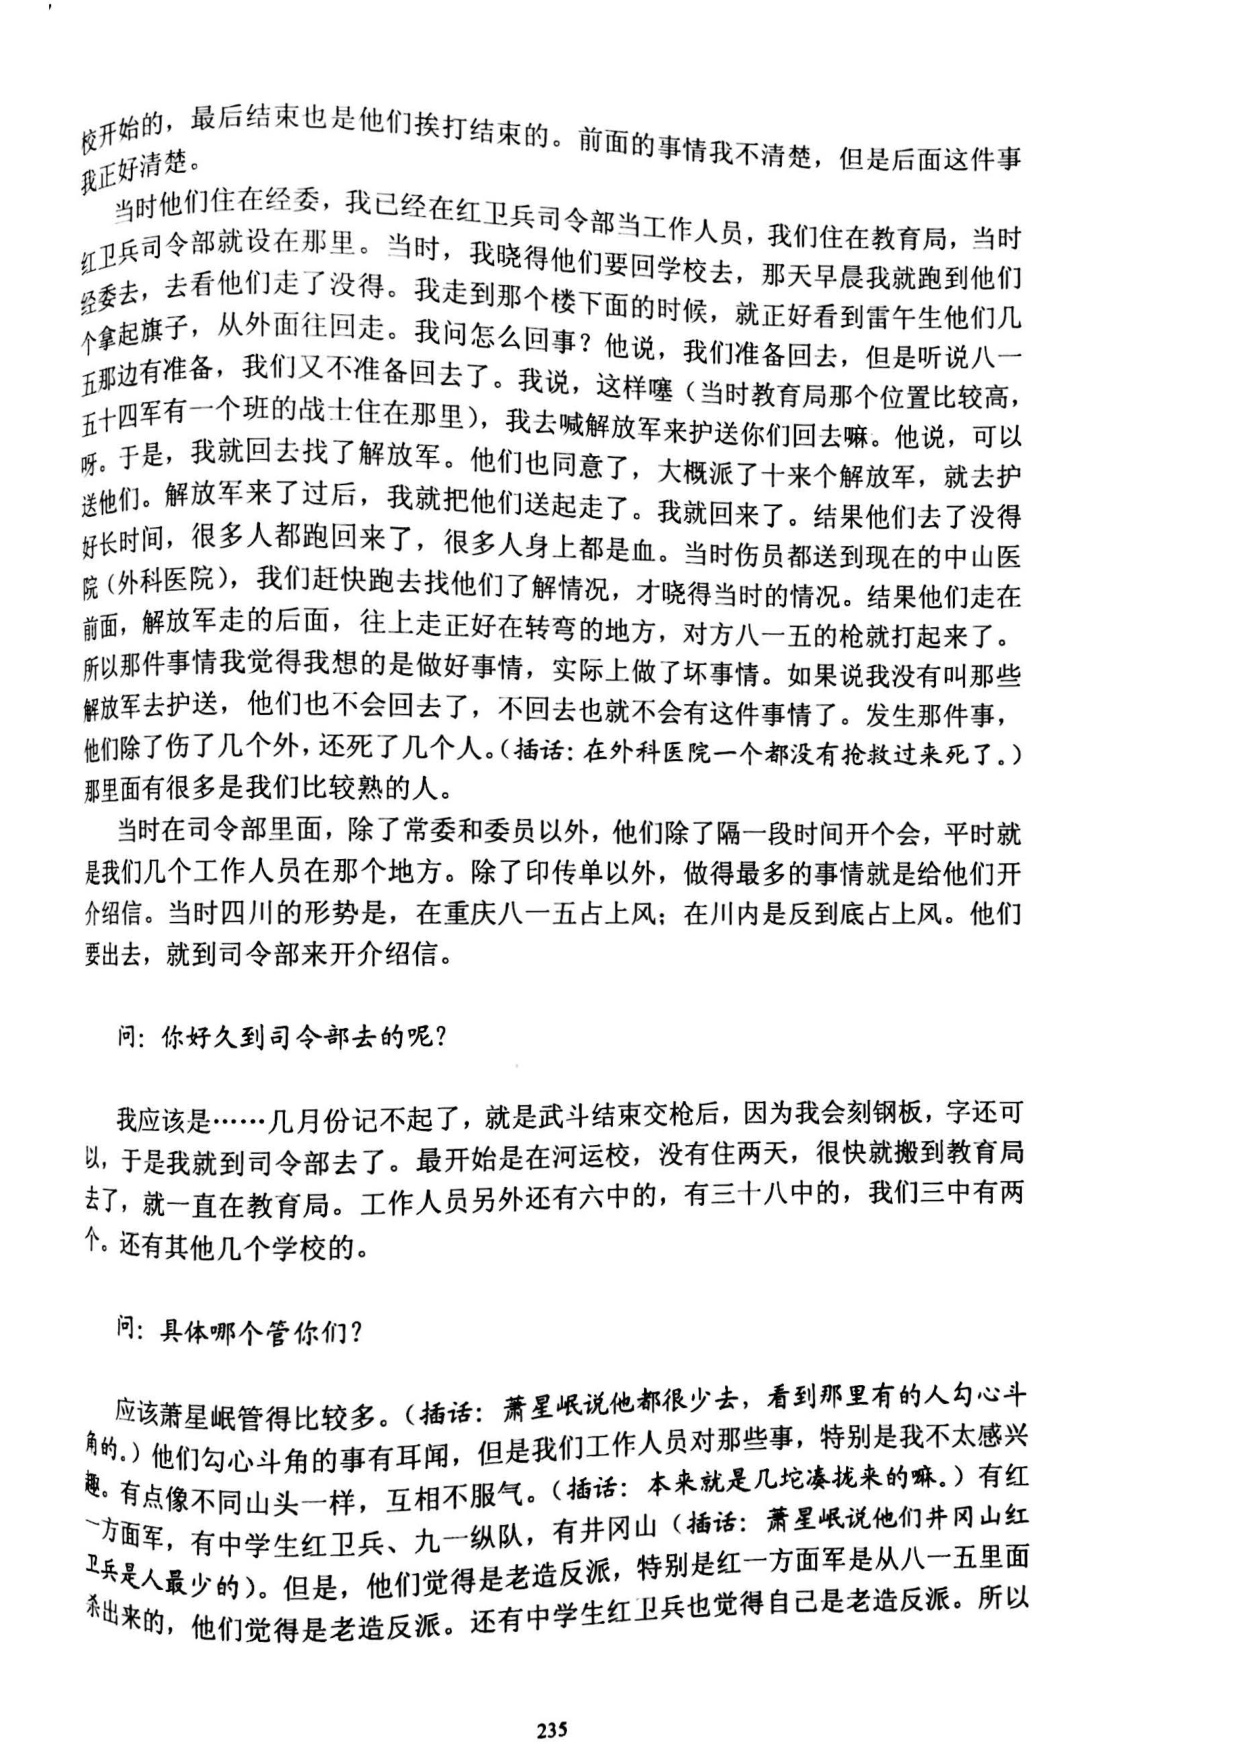 校开始的，最后结束也是他们挨打结束的。前面的事情我不清楚，但是后面这件事
我正好清楚。
当时他们住在经委，我已经在红卫兵司令部当工作人员，我们住在教育局，当时
红卫兵司令部就设在那里。当时，我晓得他们要回学校去，那天早晨我就跑到他们
经委去，去看他们走了没得。我走到那个楼下面的时候，就正好看到雷午生他们几
个拿起旗子，从外面往回走。我问怎么回事？他说，我们准备回去，但是听说八一
五那边有准备，我们又不准备回去了。我说，这样噻（当时教育局那个位置比较高，
五十四军有一个班的战士住在那里），我去喊解放军来护送你们回去嘛。他说，可以
呀。于是，我就回去找了解放军。他们也同意了，大概派了十来个解放军，就去护
送他们。解放军来了过后，我就把他们送起走了。我就回来了。结果他们去了没得
好长时间，很多人都跑回来了，很多人身上都是血。当时伤员都送到现在的中山医
院（外科医院），我们赶快跑去找他们了解情况，才晓得当时的情况。结果他们走在
前面，解放军走的后面，往上走正好在转弯的地方，对方八一五的枪就打起来了。
所以那件事情我觉得我想的是做好事情，实际上做了坏事情。如果说我没有叫那些
解放军去护送，他们也不会回去了，不回去也就不会有这件事情了。发生那件事，
他们除了伤了几个外，还死了几个人。（插话：在外科医院一个都没有抢救过来死了。）
那里面有很多是我们比较熟的人。
当时在司令部里面，除了常委和委员以外，他们除了隔一段时间开个会，平时就
是我们几个工作人员在那个地方。除了印传单以外，做得最多的事情就是给他们开
介绍信。当时四川的形势是，在重庆八一五占上风；在川内是反到底占上风。他们
要出去，就到司令部来开介绍信。
问：你好久到司令部去的呢？
我应该是……几月份记不起了，就是武斗结束交枪后，因为我会刻钢板，字还可
以，于是我就到司令部去了。最开始是在河运校，没有住两天，很快就搬到教育局
去了，就一直在教育局。工作人员另外还有六中的，有三十八中的，我们三中有两
个。还有其他几个学校的。
问：具体哪个管你们？
应该萧星岷管得比较多。（插话：萧星岷说他都很少去，看到那里有的人勾心斗
角的。）他们勾心斗角的事有耳闻，但是我们工作人员对那些事，特别是我不太感兴
趣。有点像不同山头一样，互相不服气。（插话：本来就是几坨凑拢来的嘛。）有红
一方面军，有中学生红卫兵、九一纵队，有井冈山（插话：萧星岷说他们井冈山红
卫兵是人最少的）。但是，他们觉得是老造反派，特别是红一方面军是从八一五里面
杀出来的，他们觉得是老造反派。还有中学生红卫兵也觉得自己是老造反派。所以
235